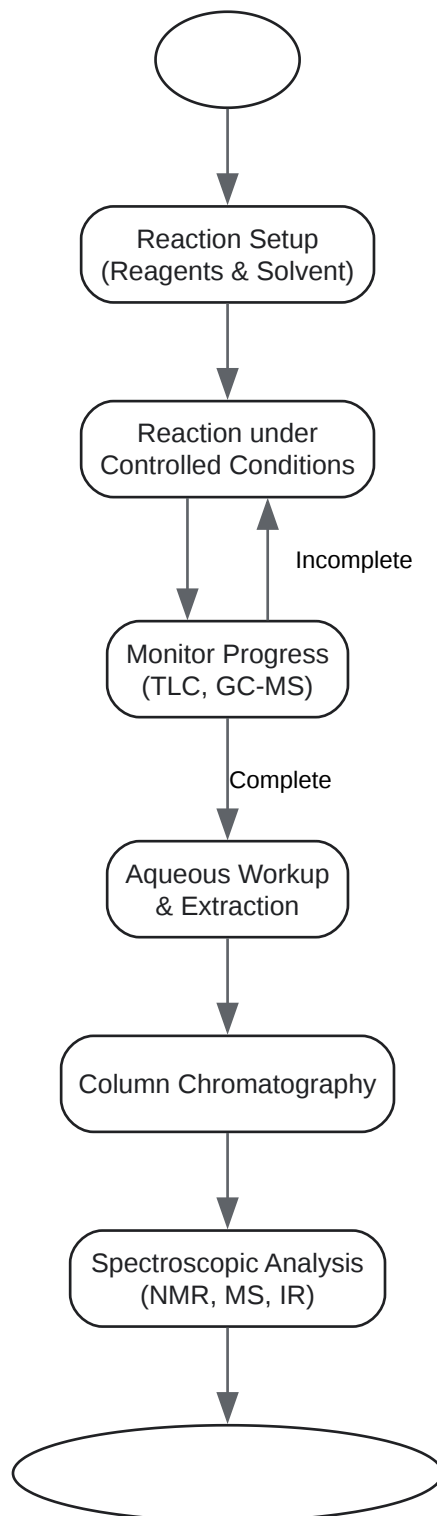 Reaction Setup
(Reagents & Solvent)
Reaction under
Controlled Conditions
Incomplete
Monitor Progress
(TLC, GC-MS)
Complete
Aqueous Workup
& Extraction
Column Chromatography
Spectroscopic Analysis
(NMR, MS, IR)